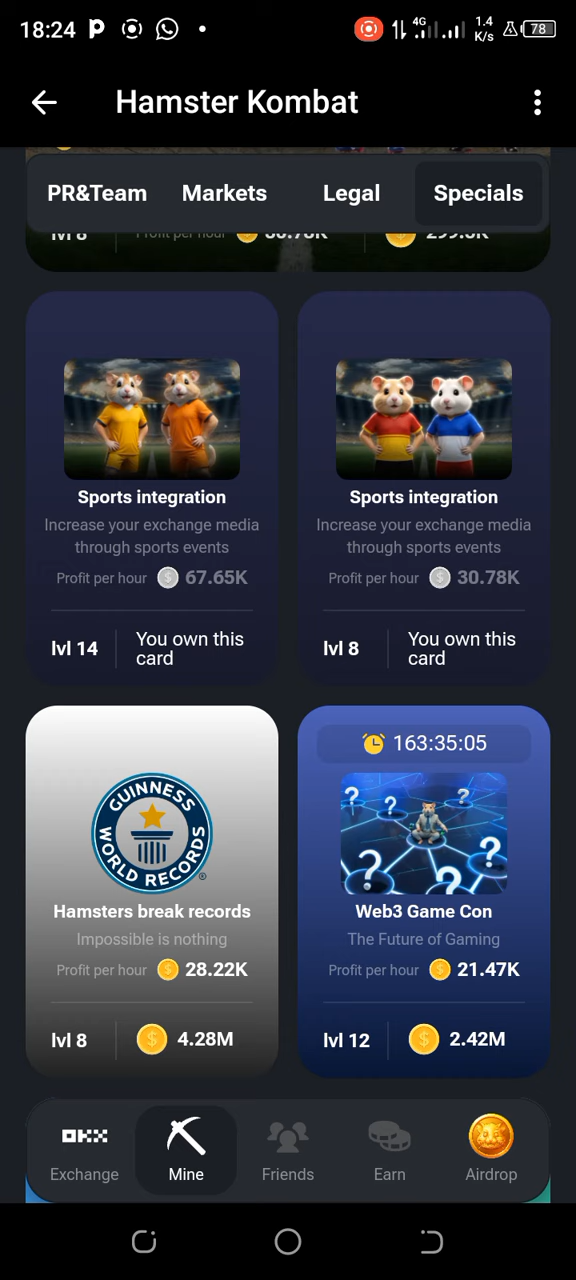 18:24
4G
1.4 K/s
78
Hamster Kombat
PR&Team Markets Legal Specials
lvl 8 Profit per hour
Sports integration
Increase your exchange media
through sports events
Profit per hour 67.65K
lvl 14 You own this
card
Sports integration
Increase your exchange media
through sports events
Profit per hour 30.78K
lvl 8 You own this
card
GUINNESS
WORLD RECORDS
Hamsters break records
Impossible is nothing
Profit per hour 28.22K
lvl 8 4.28M
163:35:05
Web3 Game Con
The Future of Gaming
Profit per hour 21.47K
lvl 12 2.42M
Exchange Mine Friends Earn Airdrop